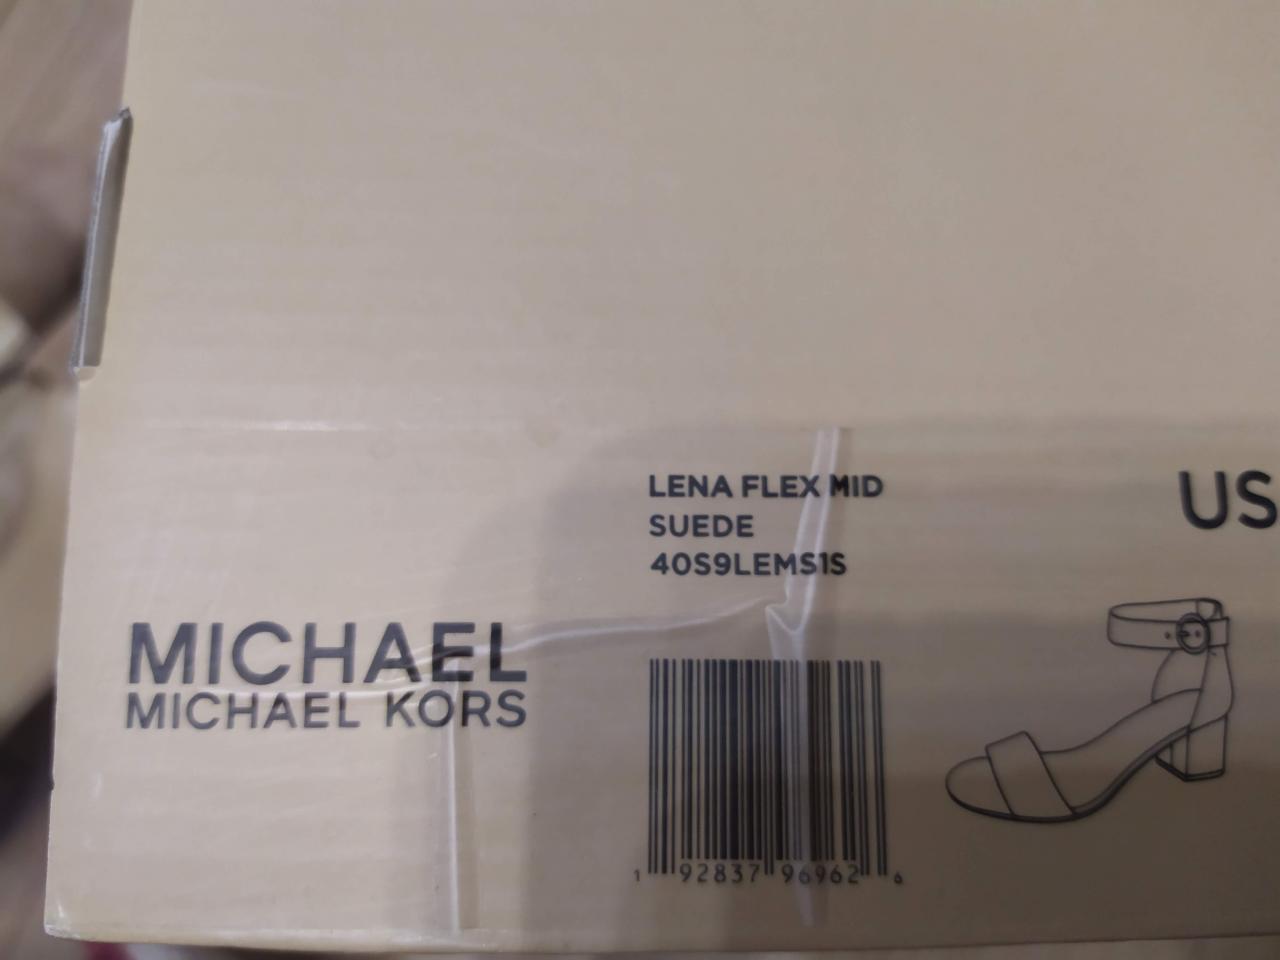 LENA FLEX MID
SUEDE
40S9LEMS1S
US
MICHAEL
MICHAEL KORS
1 92837 96962 6